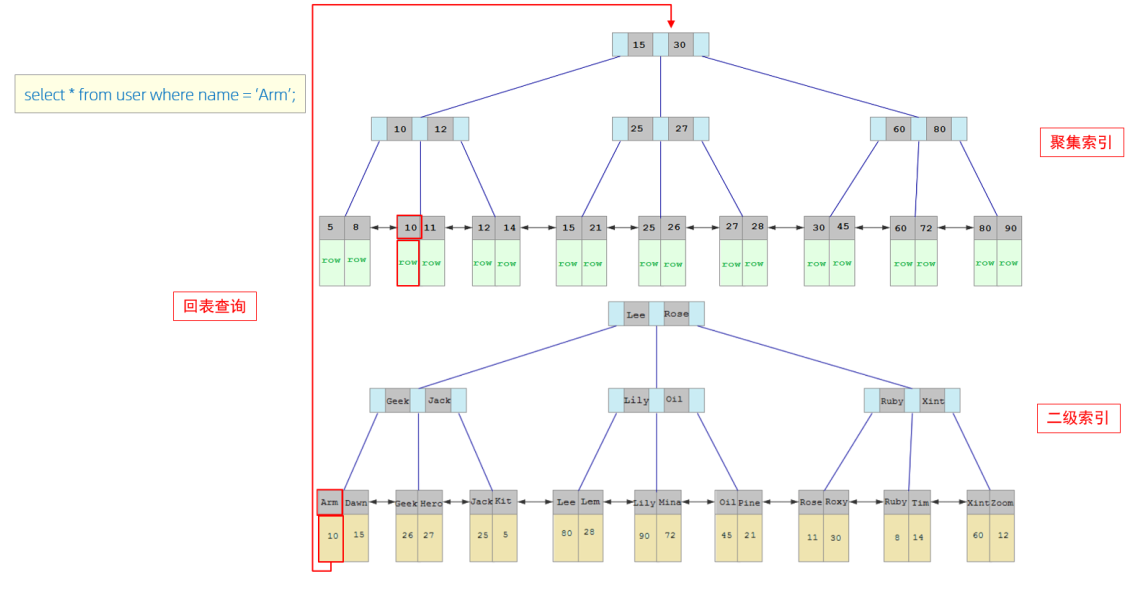 select * from user where name = 'Arm';
15 30
10 12 25 27 60 80
聚集索引
5 8 10 11 12 14 15 21 25 26 27 28 30 45 60 72 80 90
row row row row row row row row row row row row row row row row row row
回表查询
Lee Rose
Geek Jack Lily Oil Ruby Xint
二级索引
Arm Dawn Geek Hero Jack Kit Lee Lem Lily Mina Oil Pine Rose Roxy Ruby Tim Xint Zoom
10 15 26 27 25 5 80 28 90 72 45 21 11 30 8 14 60 12